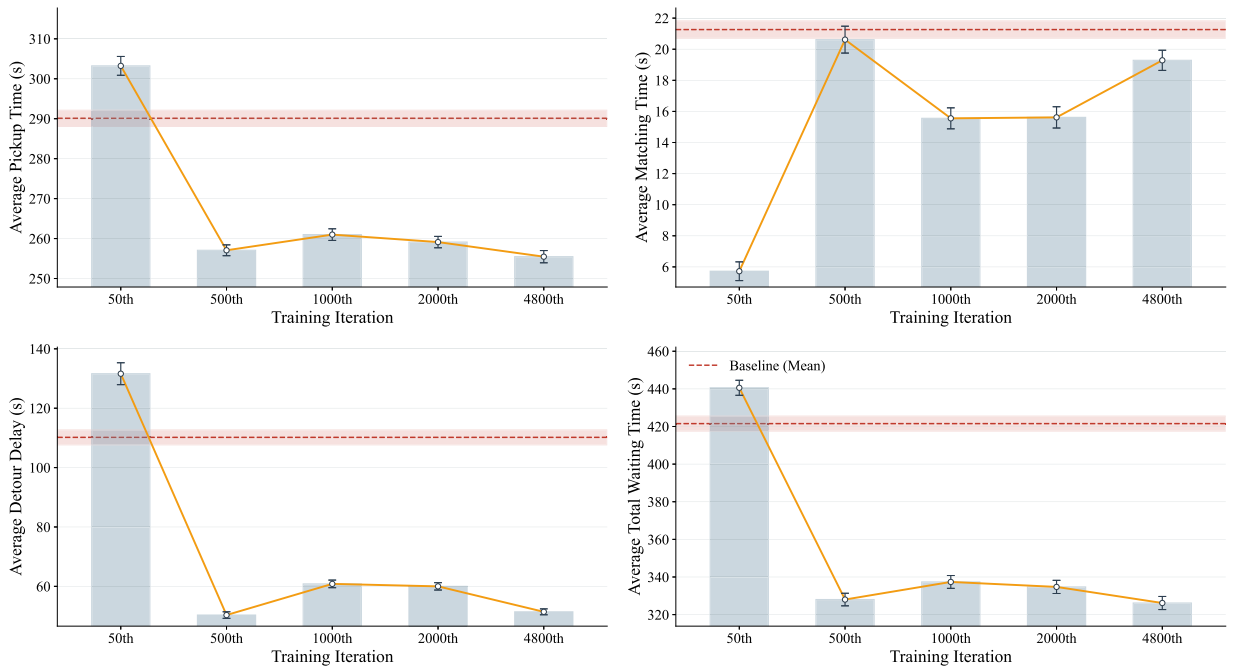 Average Pickup Time (s)
310
300
290
280
270
260
250
50th 500th 1000th 2000th 4800th
Training Iteration
Average Matching Time (s)
22
20
18
16
14
12
10
8
6
50th 500th 1000th 2000th 4800th
Training Iteration
Average Detour Delay (s)
140
120
100
80
60
50th 500th 1000th 2000th 4800th
Training Iteration
Average Total Waiting Time (s)
460
440
420
400
380
360
340
320
Baseline (Mean)
50th 500th 1000th 2000th 4800th
Training Iteration